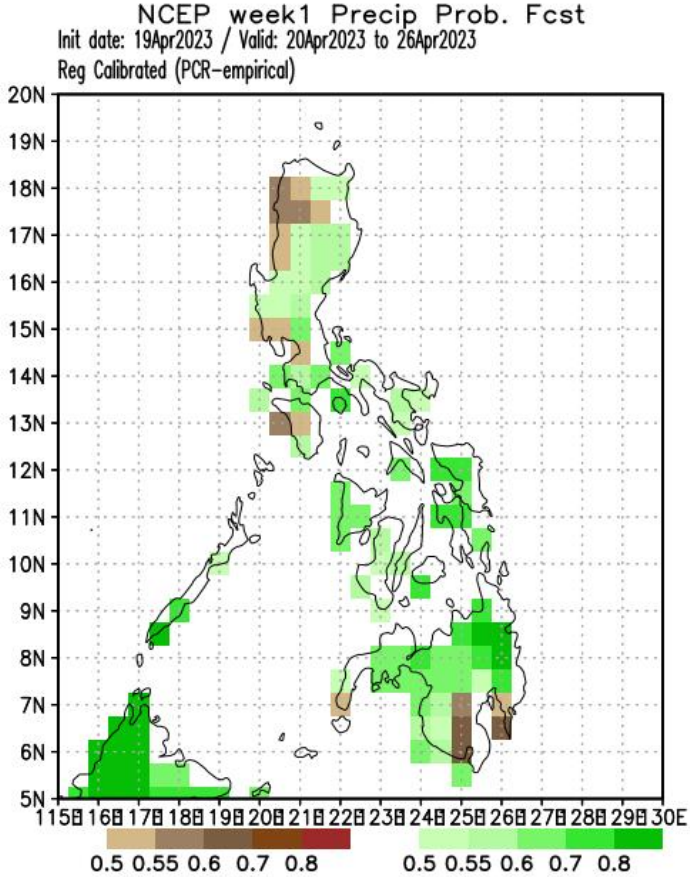 NCEP week1 Precip Prob. Fcst
Init date: 19Apr2023 / Valid: 20Apr2023 to 26Apr2023
Reg Calibrated (PCR-empirical)
20N
19N
18N
17N
16N
15N
14N
13N
12N
11N
10N
9N
8N
7N
6N
5N
115E 116E 117E 118E 119E 120E 121E 122E 123E 124E 125E 126E 127E 128E 129E 130E
0.5 0.55 0.6 0.7 0.8 0.5 0.55 0.6 0.7 0.8